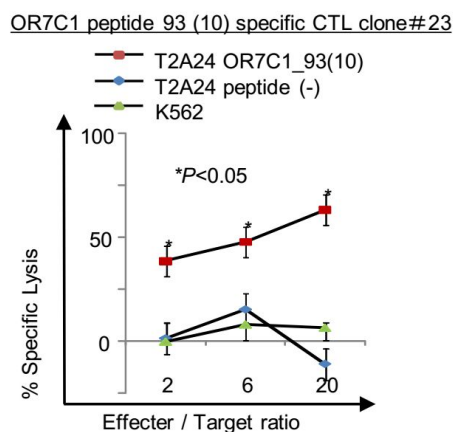 OR7C1 peptide 93 (10) specific CTL clone#23
T2A24 OR7C1_93(10)
T2A24 peptide (-)
K562
100
*P<0.05
*
*
*
50
0
2 6 20
% Specific Lysis
Effecter / Target ratio